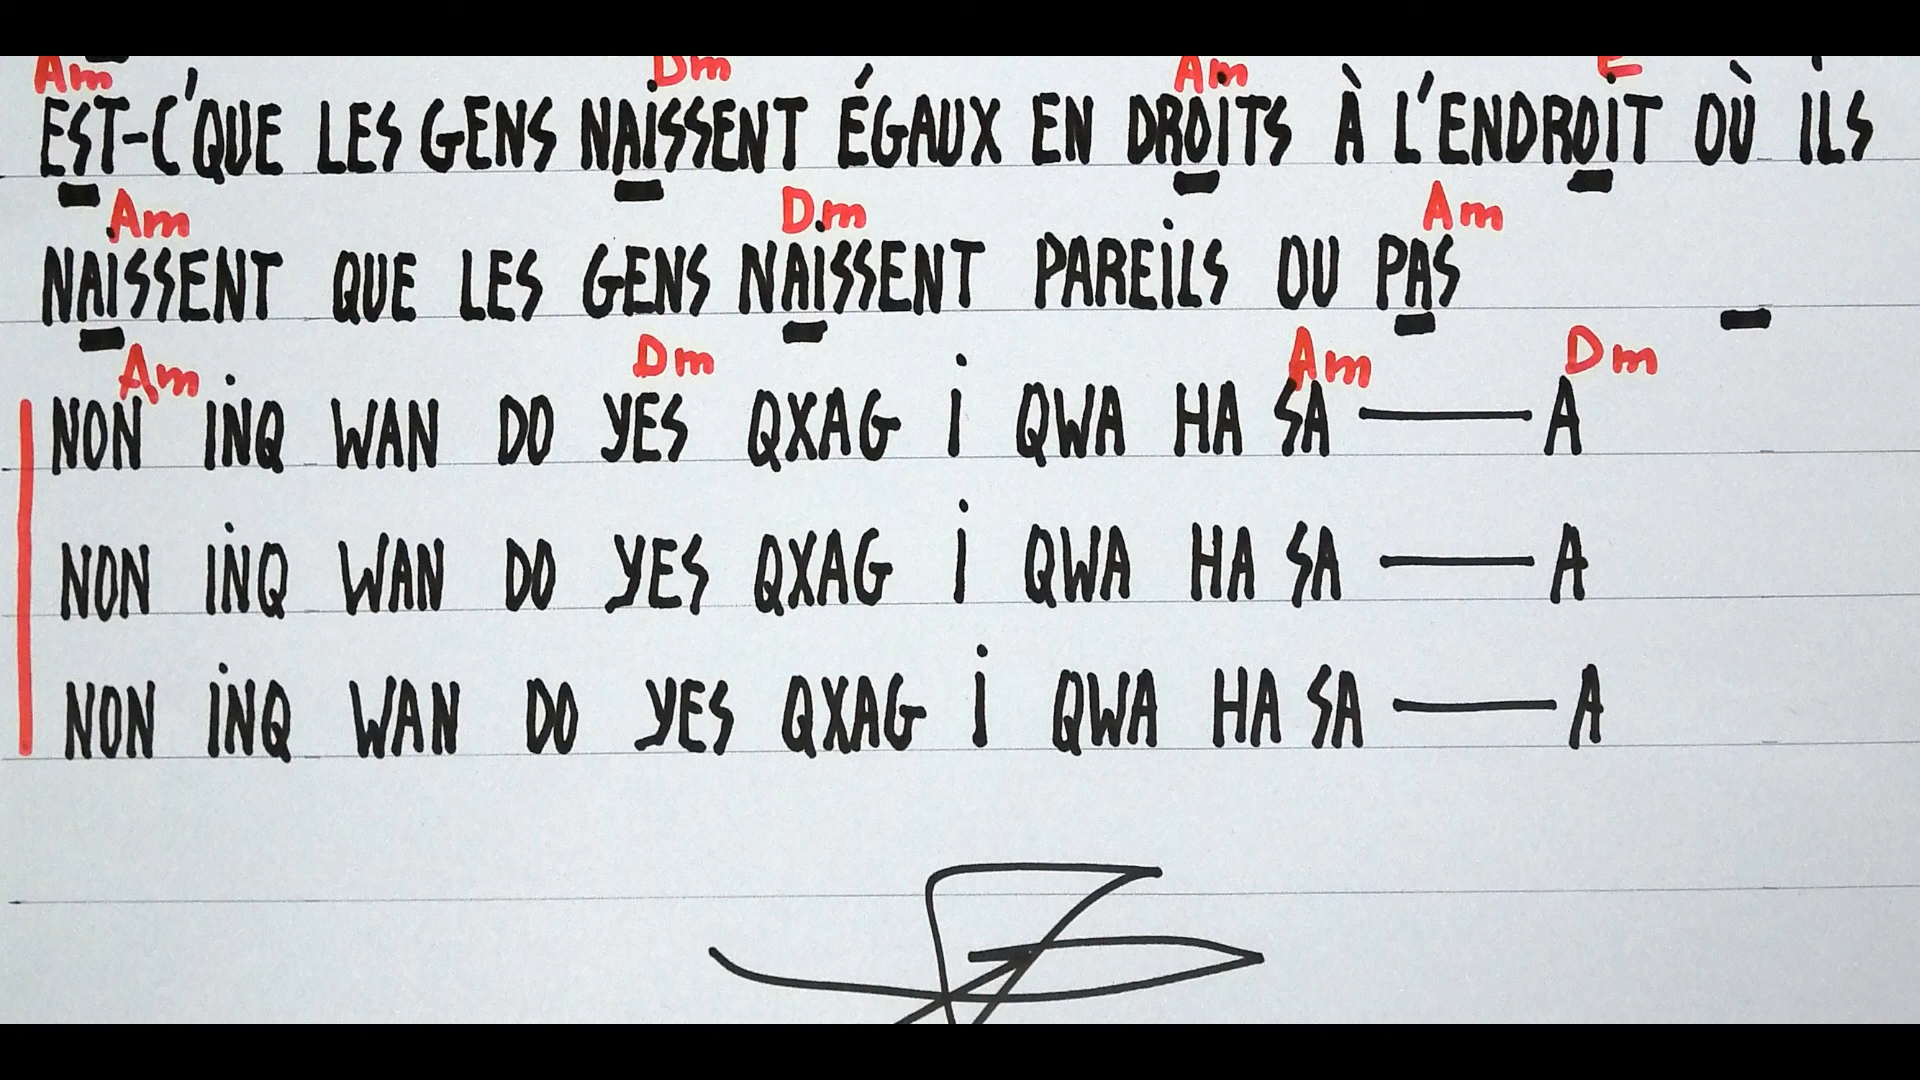 Am Dm Am E
EST-C'QUE LES GENS NAISSENT ÉGAUX EN DROITS À L'ENDROIT OÙ ILS
Am Dm Am
NAISSENT QUE LES GENS NAISSENT PAREILS OU PAS
Am Dm Am Dm
NON INQ WAN DO YES QXAG I QWA HA SA — A
NON INQ WAN DO YES QXAG I QWA HA SA — A
NON INQ WAN DO YES QXAG I QWA HA SA — A